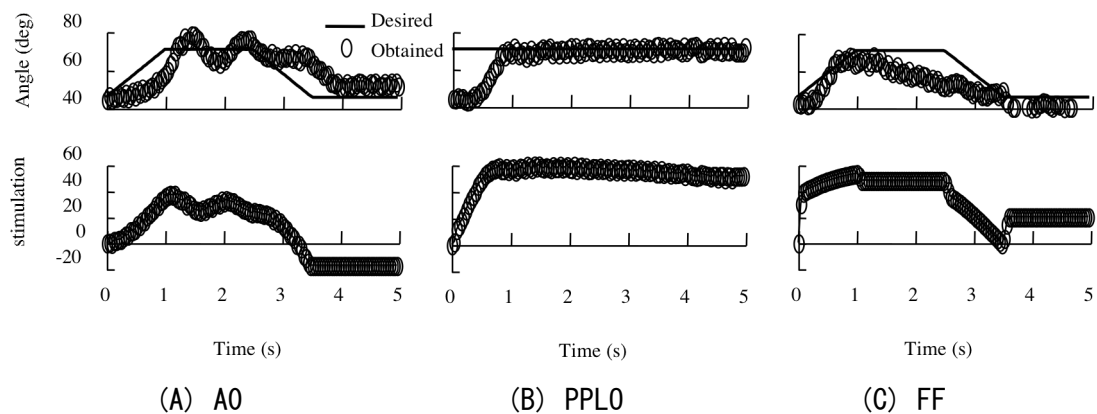 Angle (deg)
80
60
40
Desired
Obtained
stimulation
60
40
20
0
-20
0 1 2 3 4 5
0 1 2 3 4 5
0 1 2 3 4 5
Time (s)
Time (s)
Time (s)
(A) AO
(B) PPLO
(C) FF